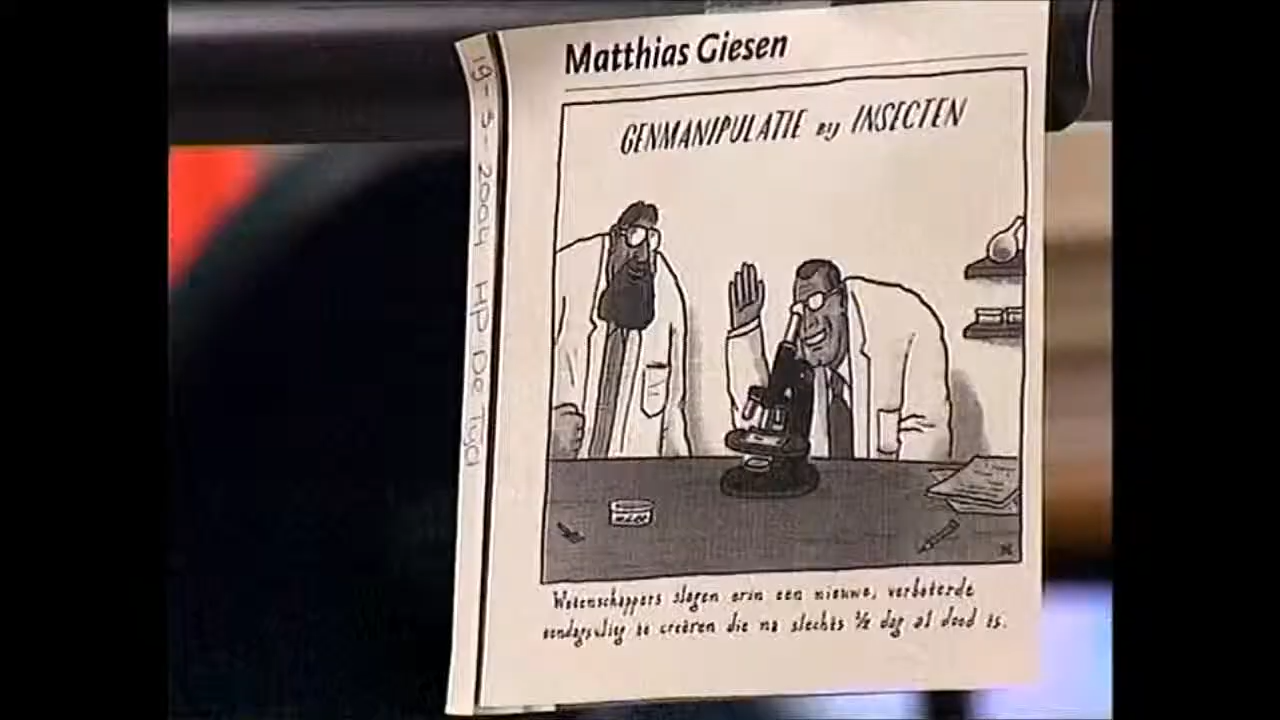 Matthias Giesen
19-3-2004 HP De Tijd
GENMANIPULATIE bij INSECTEN
Wetenschappers slagen erin een nieuwe, verbeterde
eendagsvlieg te creëren die na slechts ½ dag al dood is.